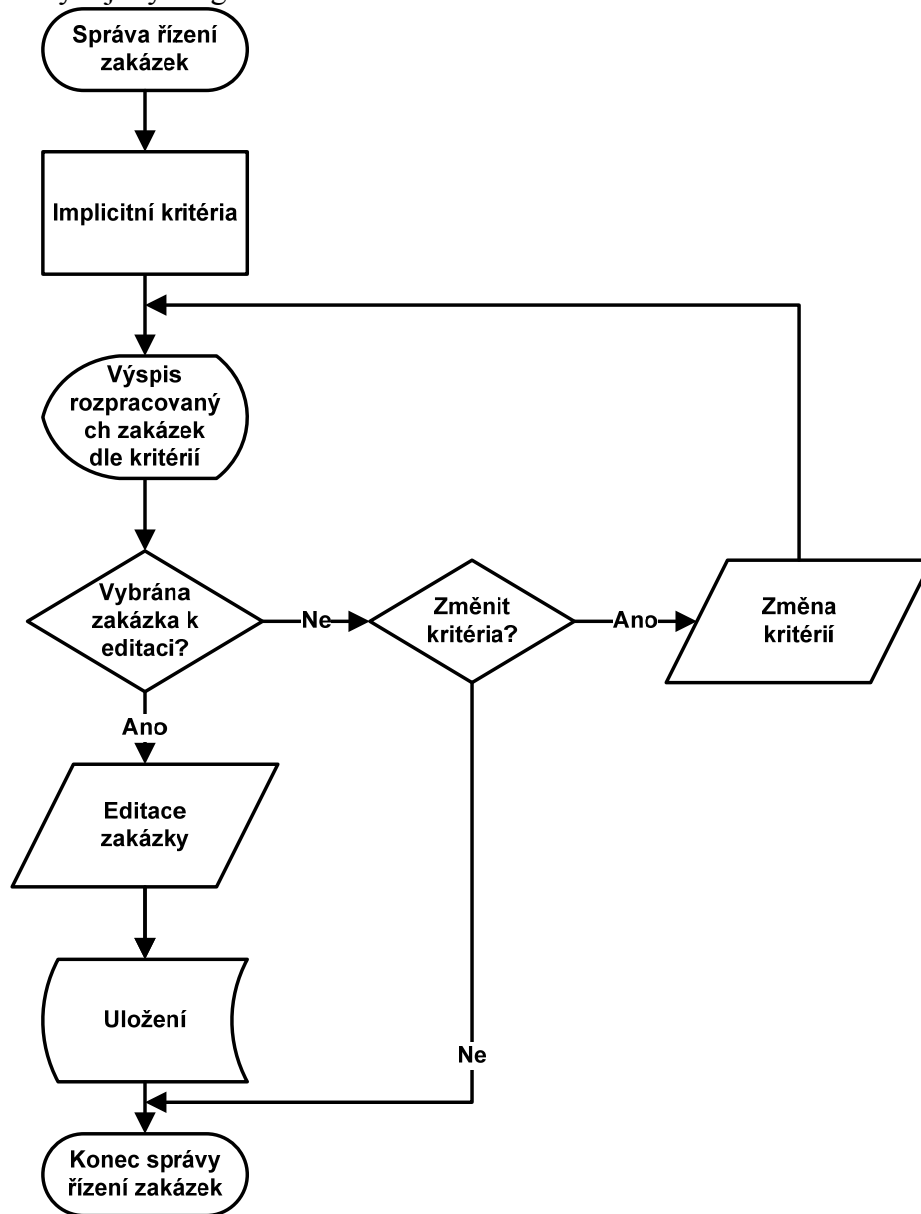 Správa řízení
zakázek
Implicitní kritéria
Výspis
rozpracovaný
ch zakázek
dle kritérií
Vybrána
zakázka k
editaci?
Ne
Změnit
kritéria?
Ano
Změna
kritérií
Ano
Editace
zakázky
Uložení
Ne
Konec správy
řízení zakázek